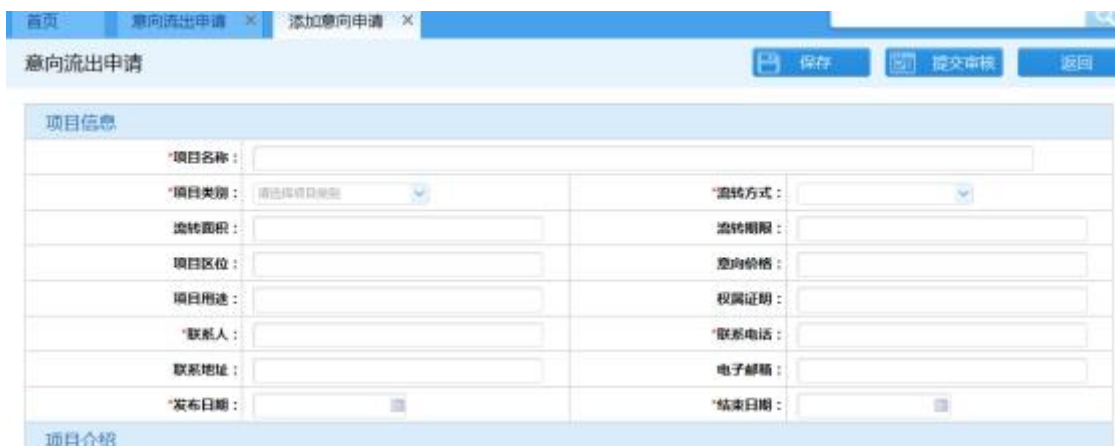 首页 意向流出申请 × 添加意向申请 ×
意向流出申请 保存 提交审核 返回
项目信息
*项目名称：
*项目类别： 请选择项目类别 *流转方式：
流转面积： 流转期限：
项目区位： 意向价格：
项目用途： 权属证明：
*联系人： *联系电话：
联系地址： 电子邮箱：
*发布日期： *结束日期：
项目介绍